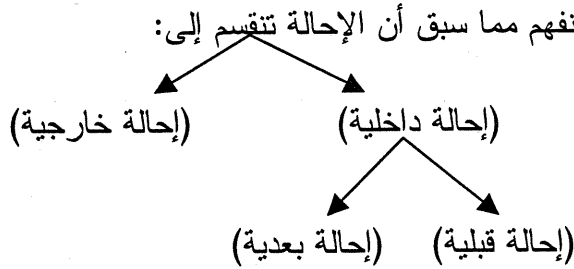 نفهم مما سبق أن الإحالة تنقسم إلى:
(إحالة داخلية) (إحالة خارجية)
(إحالة قبلية) (إحالة بعدية)